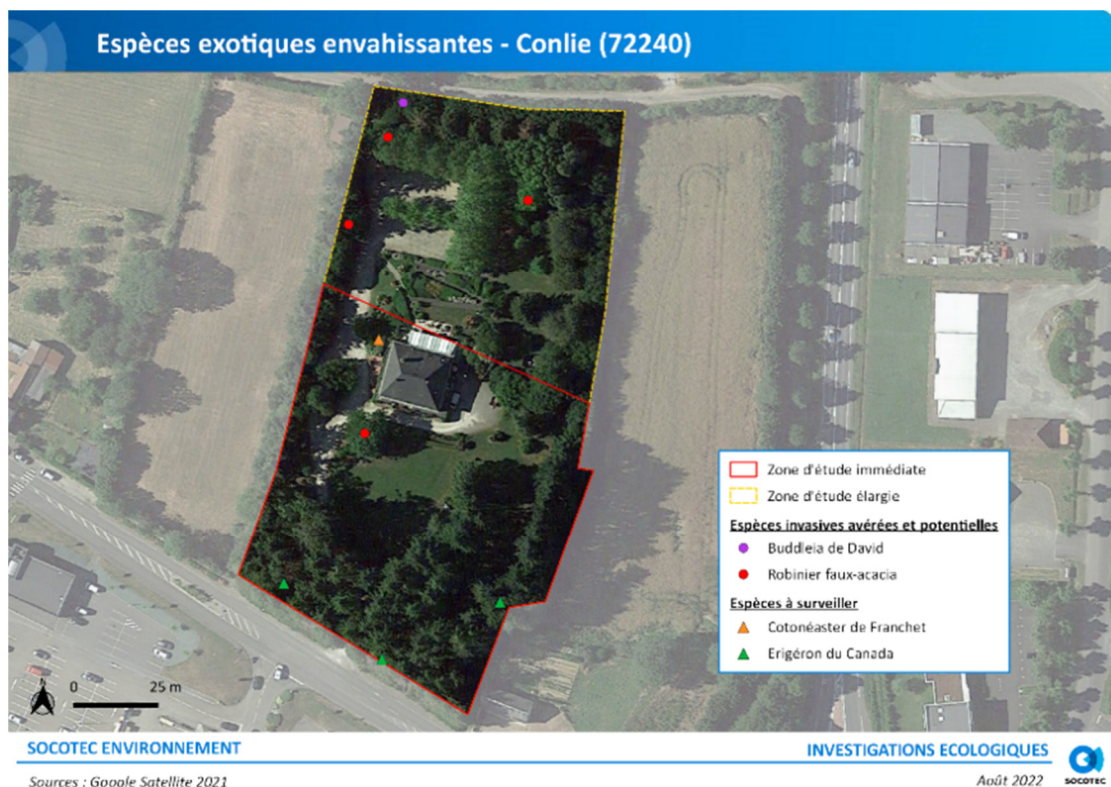 Espèces exotiques envahissantes - Conlie (72240)
Zone d'étude immédiate
Zone d'étude élargie
Espèces invasives avérées et potentielles
Buddleia de David
Robinier faux-acacia
Espèces à surveiller
Cotonéaster de Franchet
Erigéron du Canada
0 25 m
SOCOTEC ENVIRONNEMENT
INVESTIGATIONS ECOLOGIQUES
SOCOTEC
Sources : Google Satellite 2021
Août 2022